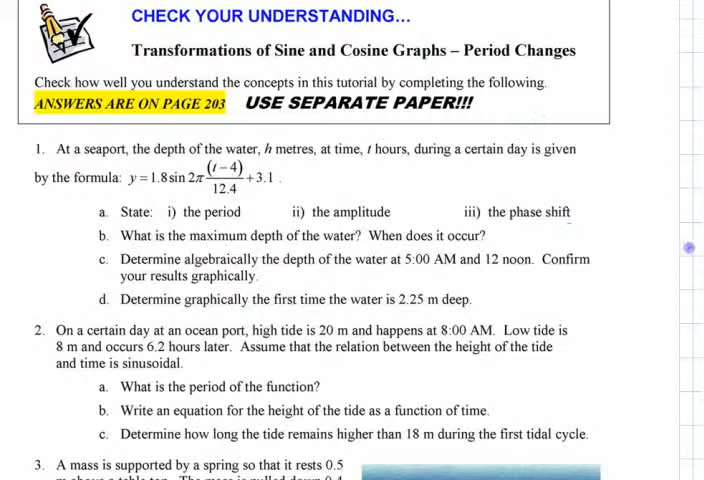 CHECK YOUR UNDERSTANDING…
Transformations of Sine and Cosine Graphs – Period Changes
Check how well you understand the concepts in this tutorial by completing the following.
ANSWERS ARE ON PAGE 203 USE SEPARATE PAPER!!!
1. At a seaport, the depth of the water, h metres, at time, t hours, during a certain day is given
by the formula: y = 1.8 sin 2π (t − 4)/12.4 + 3.1 .
a. State: i) the period ii) the amplitude iii) the phase shift
b. What is the maximum depth of the water? When does it occur?
c. Determine algebraically the depth of the water at 5:00 AM and 12 noon. Confirm
your results graphically.
d. Determine graphically the first time the water is 2.25 m deep.
2. On a certain day at an ocean port, high tide is 20 m and happens at 8:00 AM. Low tide is
8 m and occurs 6.2 hours later. Assume that the relation between the height of the tide
and time is sinusoidal.
a. What is the period of the function?
b. Write an equation for the height of the tide as a function of time.
c. Determine how long the tide remains higher than 18 m during the first tidal cycle.
3. A mass is supported by a spring so that it rests 0.5